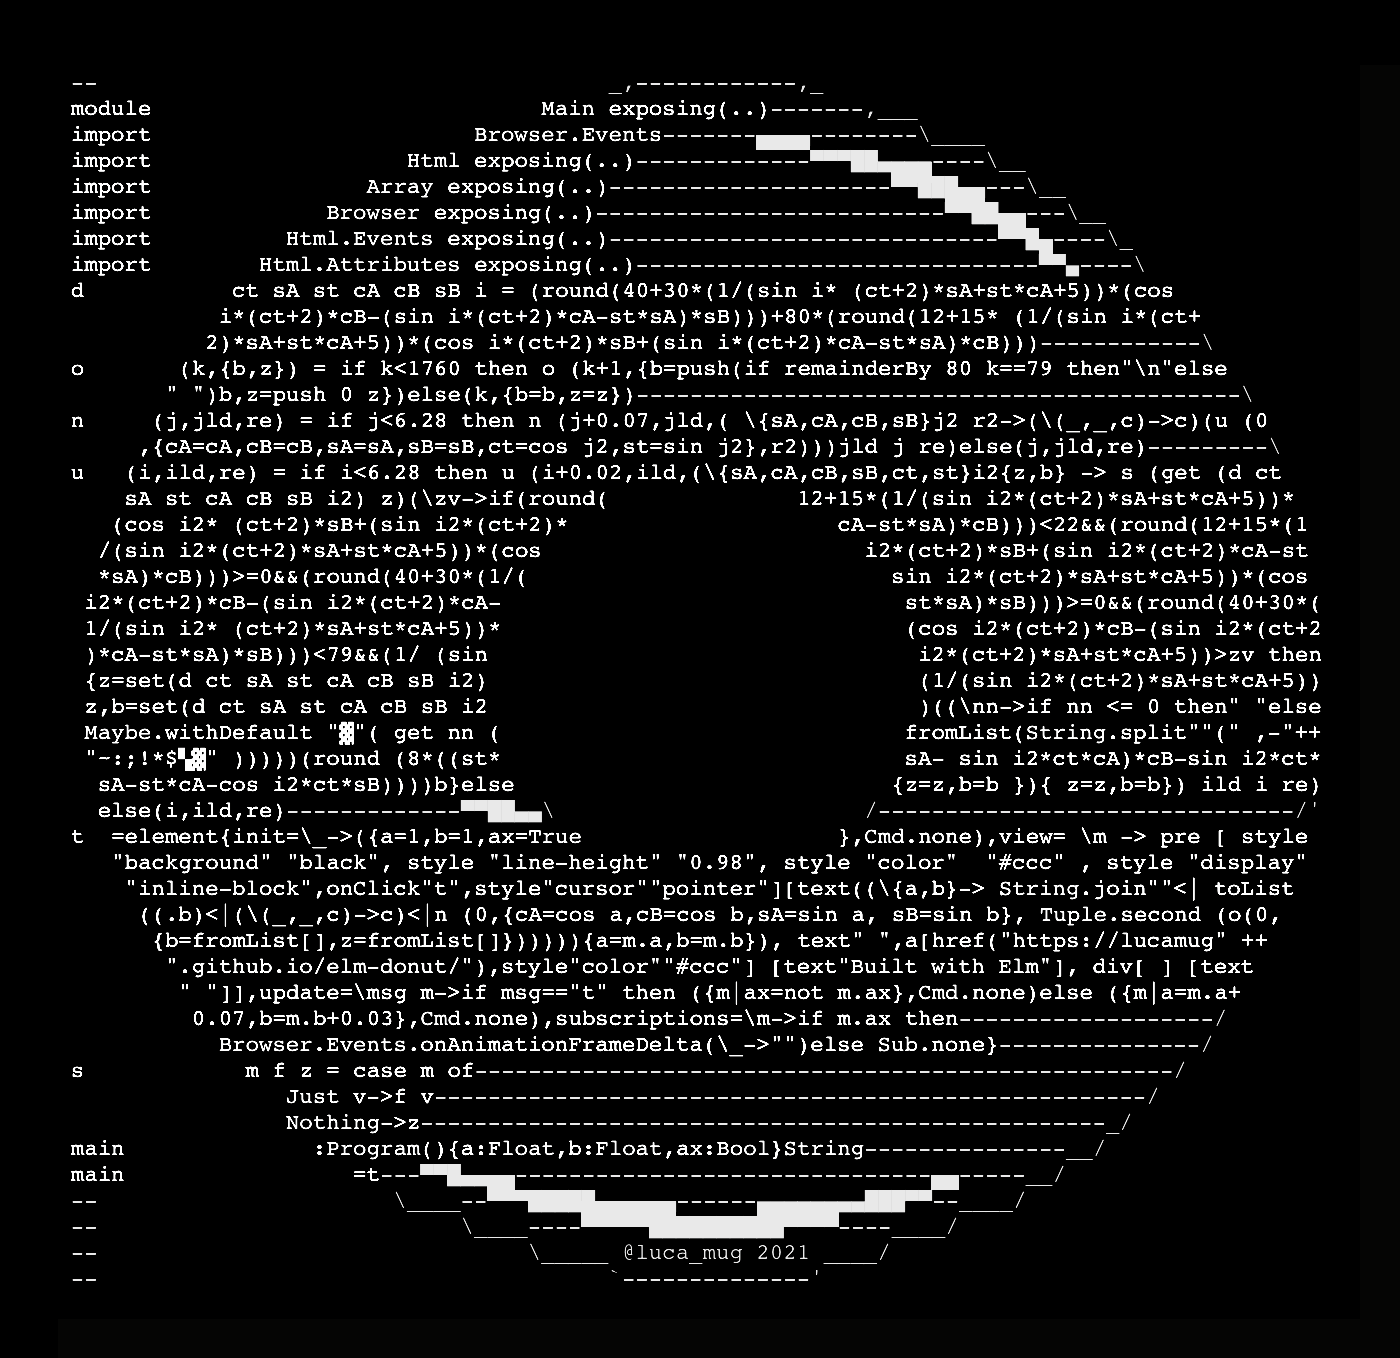 --                                      _,------------,_
module                             Main exposing(..)-------,___
import                        Browser.Events-------▄▄▄▄--------\____
import                   Html exposing(..)-------------▀▀▀██▄▄▄▄----\__
import                Array exposing(..)---------------------▀▀███▄▄---\__
import             Browser exposing(..)--------------------------▀▀██▄▄---\__
import          Html.Events exposing(..)-----------------------------▀▀█▄----\_
import        Html.Attributes exposing(..)------------------------------▀▀▄----\
d           ct sA st cA cB sB i = (round(40+30*(1/(sin i* (ct+2)*sA+st*cA+5))*(cos
           i*(ct+2)*cB-(sin i*(ct+2)*cA-st*sA)*sB)))+80*(round(12+15* (1/(sin i*(ct+
          2)*sA+st*cA+5))*(cos i*(ct+2)*sB+(sin i*(ct+2)*cA-st*sA)*cB)))------------\
o       (k,{b,z}) = if k<1760 then o (k+1,{b=push(if remainderBy 80 k==79 then"\n"else
       " ")b,z=push 0 z})else(k,{b=b,z=z})---------------------------------------------\
n     (j,jld,re) = if j<6.28 then n (j+0.07,jld,( \{sA,cA,cB,sB}j2 r2->(\(_,_,c)->c)(u (0
     ,{cA=cA,cB=cB,sA=sA,sB=sB,ct=cos j2,st=sin j2},r2)))jld j re)else(j,jld,re)---------\
u   (i,ild,re) = if i<6.28 then u (i+0.02,ild,(\{sA,cA,cB,sB,ct,st}i2{z,b} -> s (get (d ct
    sA st cA cB sB i2) z)(\zv->if(round(              12+15*(1/(sin i2*(ct+2)*sA+st*cA+5))*
   (cos i2* (ct+2)*sB+(sin i2*(ct+2)*                    cA-st*sA)*cB)))<22&&(round(12+15*(1
  /(sin i2*(ct+2)*sA+st*cA+5))*(cos                        i2*(ct+2)*sB+(sin i2*(ct+2)*cA-st
  *sA)*cB)))>=0&&(round(40+30*(1/(                           sin i2*(ct+2)*sA+st*cA+5))*(cos
 i2*(ct+2)*cB-(sin i2*(ct+2)*cA-                              st*sA)*sB)))>=0&&(round(40+30*(
 1/(sin i2* (ct+2)*sA+st*cA+5))*                              (cos i2*(ct+2)*cB-(sin i2*(ct+2
 )*cA-st*sA)*sB)))<79&&(1/ (sin                                i2*(ct+2)*sA+st*cA+5))>zv then
 {z=set(d ct sA st cA cB sB i2)                                (1/(sin i2*(ct+2)*sA+st*cA+5))
 z,b=set(d ct sA st cA cB sB i2                                )((\nn->if nn <= 0 then" "else
 Maybe.withDefault "▓"( get nn (                              fromList(String.split""(" ,-"++
 "~:;!*$▚▓" )))))(round (8*((st*                              sA- sin i2*ct*cA)*cB-sin i2*ct*
  sA-st*cA-cos i2*ct*sB))))b}else                            {z=z,b=b }){ z=z,b=b}) ild i re)
  else(i,ild,re)-------------▀▀██▄▄\                       /-------------------------------/'
t  =element{init=\_->({a=1,b=1,ax=True                   },Cmd.none),view= \m -> pre [ style
   "background" "black", style "line-height" "0.98", style "color"  "#ccc" , style "display"
    "inline-block",onClick"t",style"cursor""pointer"][text((\{a,b}-> String.join""<| toList
     ((.b)<|(\(_,_,c)->c)<|n (0,{cA=cos a,cB=cos b,sA=sin a, sB=sin b}, Tuple.second (o(0,
      {b=fromList[],z=fromList[]}))))){a=m.a,b=m.b}), text" ",a[href("https://lucamug" ++
       ".github.io/elm-donut/"),style"color""#ccc"] [text"Built with Elm"], div[ ] [text
        " "]],update=\msg m->if msg=="t" then ({m|ax=not m.ax},Cmd.none)else ({m|a=m.a+
         0.07,b=m.b+0.03},Cmd.none),subscriptions=\m->if m.ax then-------------------/
           Browser.Events.onAnimationFrameDelta(\_->"")else Sub.none}---------------/
s            m f z = case m of----------------------------------------------------/
                Just v->f v-----------------------------------------------------/
                Nothing->z---------------------------------------------------_/
main              :Program(){a:Float,b:Float,ax:Bool}String---------------__/
main                 =t---▀▀▀█▄▄▄▄-------------------------------▄▄-----__/
--                      \____--▀▀▀█████▄▄▄▄▄▄------▄▄▄▄▄▄▄▄███▀▀--____/
--                           \____----▀▀▀▀▀██████████▀▀▀▀----____/
--                                \_____ @luca_mug 2021 ____/
--                                      `--------------'